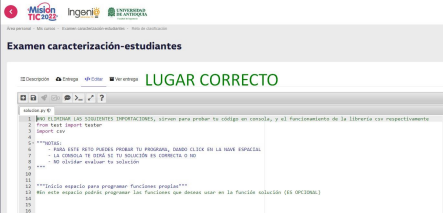 Misión TIC 2022
Ingeni@
UNIVERSIDAD DE ANTIOQUIA
Área personal Mis cursos Examen caracterización-estudiantes Área de clasificación
Examen caracterización-estudiantes
Descripción Entrega Editar Ver entrega
LUGAR CORRECTO
solucion.py
1 #NO ELIMINAR LAS SIGUIENTES IMPORTACIONES, sirven para probar tu código en consola, y el funcionamiento de la libreria csv respectivamente
2 from test import tester
3 import csv
4
5 """NOTAS:
6 - PARA ESTE RETO PUEDES PROBAR TU PROGRAMA, DANDO CLICK EN LA NAVE ESPACIAL
7 - LA CONSOLA TE DIRÁ SI TU SOLUCIÓN ES CORRECTA O NO
8 - NO olvidar evaluar tu solución
9 """
10
11
12 """Inicio espacio para programar funciones propias"""
13 #En este espacio podrás programar las funciones que deseas usar en la función solución (ES OPCIONAL)
14
15